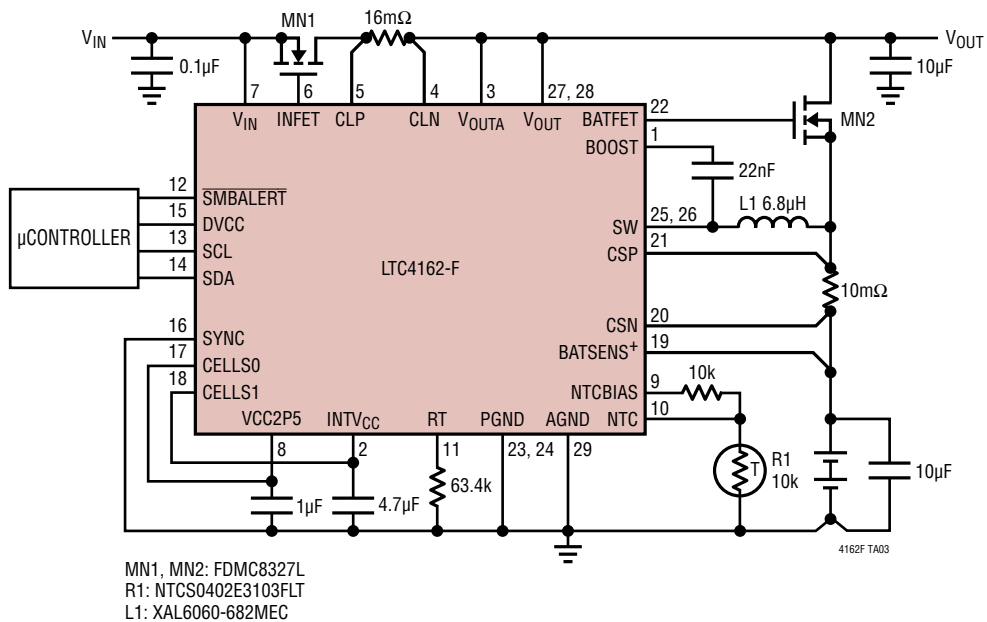 MN1
16mΩ
VIN
VOUT
0.1µF
10µF
7
6
5
4
3
27, 28
VIN
INFET
CLP
CLN
VOUTA
VOUT
BATFET
22
MN2
BOOST
1
22nF
µCONTROLLER
12
SMBALERT
15
DVCC
13
SCL
14
SDA
LTC4162-F
SW
25, 26
L1 6.8µH
CSP
21
10mΩ
CSN
20
BATSENS+
19
16
SYNC
17
CELLS0
18
CELLS1
NTCBIAS
9
10k
NTC
10
VCC2P5
INTVCC
RT
PGND
AGND
8
2
11
23, 24
29
1µF
4.7µF
63.4k
T
R1
10k
10µF
4162F TA03
MN1, MN2: FDMC8327L
R1: NTCS0402E3103FLT
L1: XAL6060-682MEC